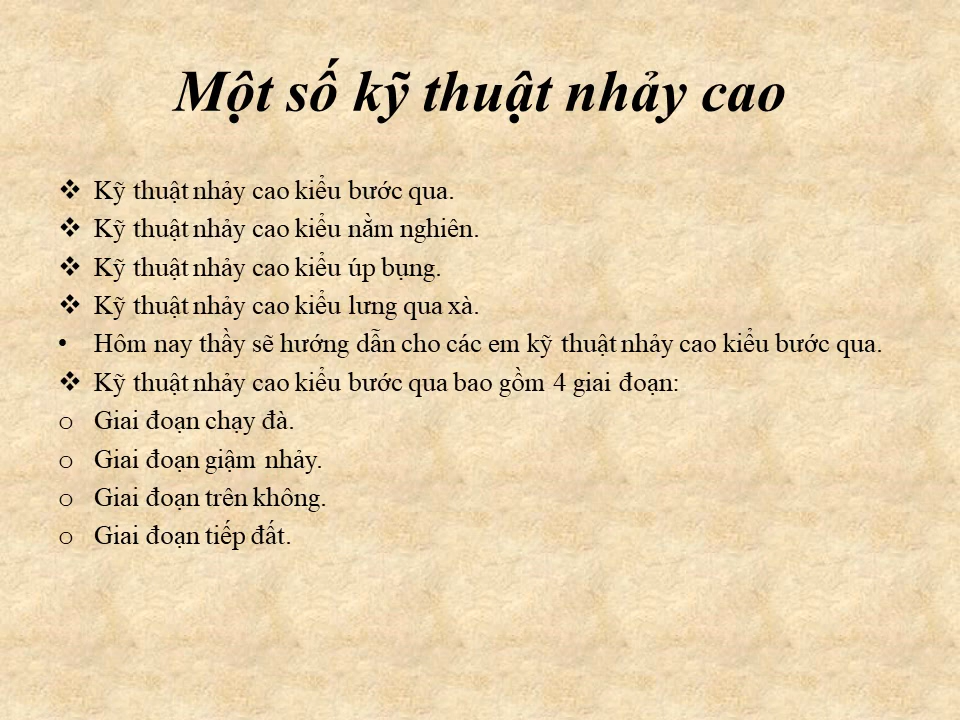 Một số kỹ thuật nhảy cao
❖ Kỹ thuật nhảy cao kiểu bước qua.
❖ Kỹ thuật nhảy cao kiểu nằm nghiên.
❖ Kỹ thuật nhảy cao kiểu úp bụng.
❖ Kỹ thuật nhảy cao kiểu lưng qua xà.
• Hôm nay thầy sẽ hướng dẫn cho các em kỹ thuật nhảy cao kiểu bước qua.
❖ Kỹ thuật nhảy cao kiểu bước qua bao gồm 4 giai đoạn:
o Giai đoạn chạy đà.
o Giai đoạn giậm nhảy.
o Giai đoạn trên không.
o Giai đoạn tiếp đất.